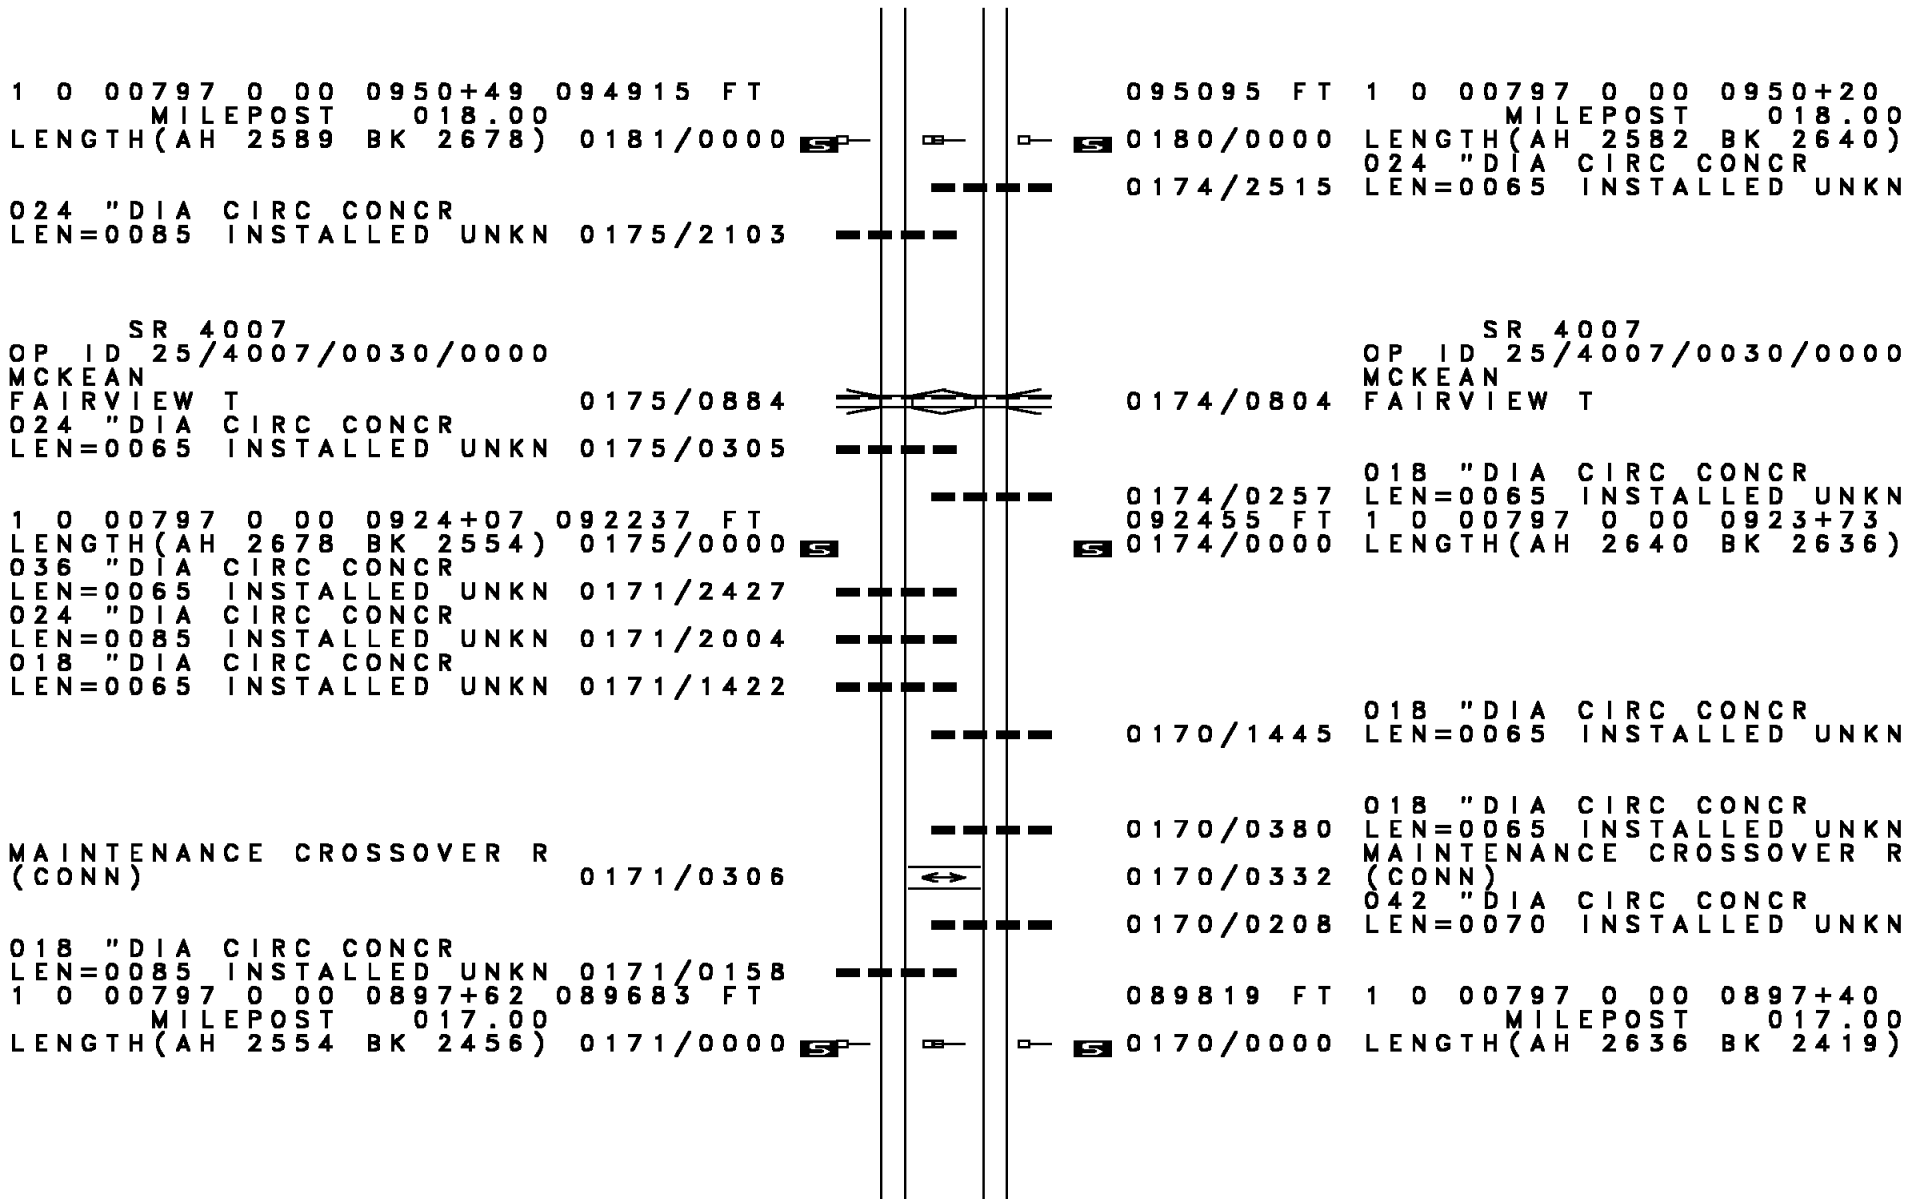 1 0 00797 0 00 0950+49 094915 FT
MILEPOST 018.00
LENGTH(AH 2589 BK 2678) 0181/0000 S
024 "DIA CIRC CONCR
LEN=0085 INSTALLED UNKN 0175/2103
SR 4007
OP ID 25/4007/0030/0000
MCKEAN
FAIRVIEW T 0175/0884
024 "DIA CIRC CONCR
LEN=0065 INSTALLED UNKN 0175/0305
1 0 00797 0 00 0924+07 092237 FT
LENGTH(AH 2678 BK 2554) 0175/0000 S
036 "DIA CIRC CONCR
LEN=0065 INSTALLED UNKN 0171/2427
024 "DIA CIRC CONCR
LEN=0085 INSTALLED UNKN 0171/2004
018 "DIA CIRC CONCR
LEN=0065 INSTALLED UNKN 0171/1422
MAINTENANCE CROSSOVER R
(CONN) 0171/0306
018 "DIA CIRC CONCR
LEN=0085 INSTALLED UNKN 0171/0158
1 0 00797 0 00 0897+62 089683 FT
MILEPOST 017.00
LENGTH(AH 2554 BK 2456) 0171/0000 S
095095 FT 1 0 00797 0 00 0950+20
MILEPOST 018.00
S 0180/0000 LENGTH(AH 2582 BK 2640)
024 "DIA CIRC CONCR
0174/2515 LEN=0065 INSTALLED UNKN
SR 4007
OP ID 25/4007/0030/0000
MCKEAN
0174/0804 FAIRVIEW T
018 "DIA CIRC CONCR
0174/0257 LEN=0065 INSTALLED UNKN
092455 FT 1 0 00797 0 00 0923+73
S 0174/0000 LENGTH(AH 2640 BK 2636)
018 "DIA CIRC CONCR
0170/1445 LEN=0065 INSTALLED UNKN
018 "DIA CIRC CONCR
0170/0380 LEN=0065 INSTALLED UNKN
MAINTENANCE CROSSOVER R
0170/0332 (CONN)
042 "DIA CIRC CONCR
0170/0208 LEN=0070 INSTALLED UNKN
089819 FT 1 0 00797 0 00 0897+40
MILEPOST 017.00
S 0170/0000 LENGTH(AH 2636 BK 2419)